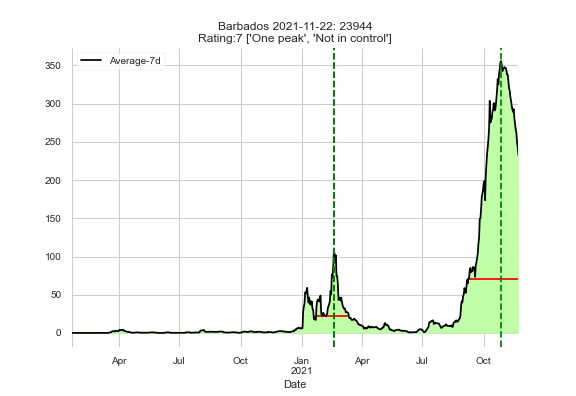 Barbados 2021-11-22: 23944
Rating:7 ['One peak', 'Not in control']
Average-7d
350
300
250
200
150
100
50
0
Apr Jul Oct Jan Apr Jul Oct
2021
Date